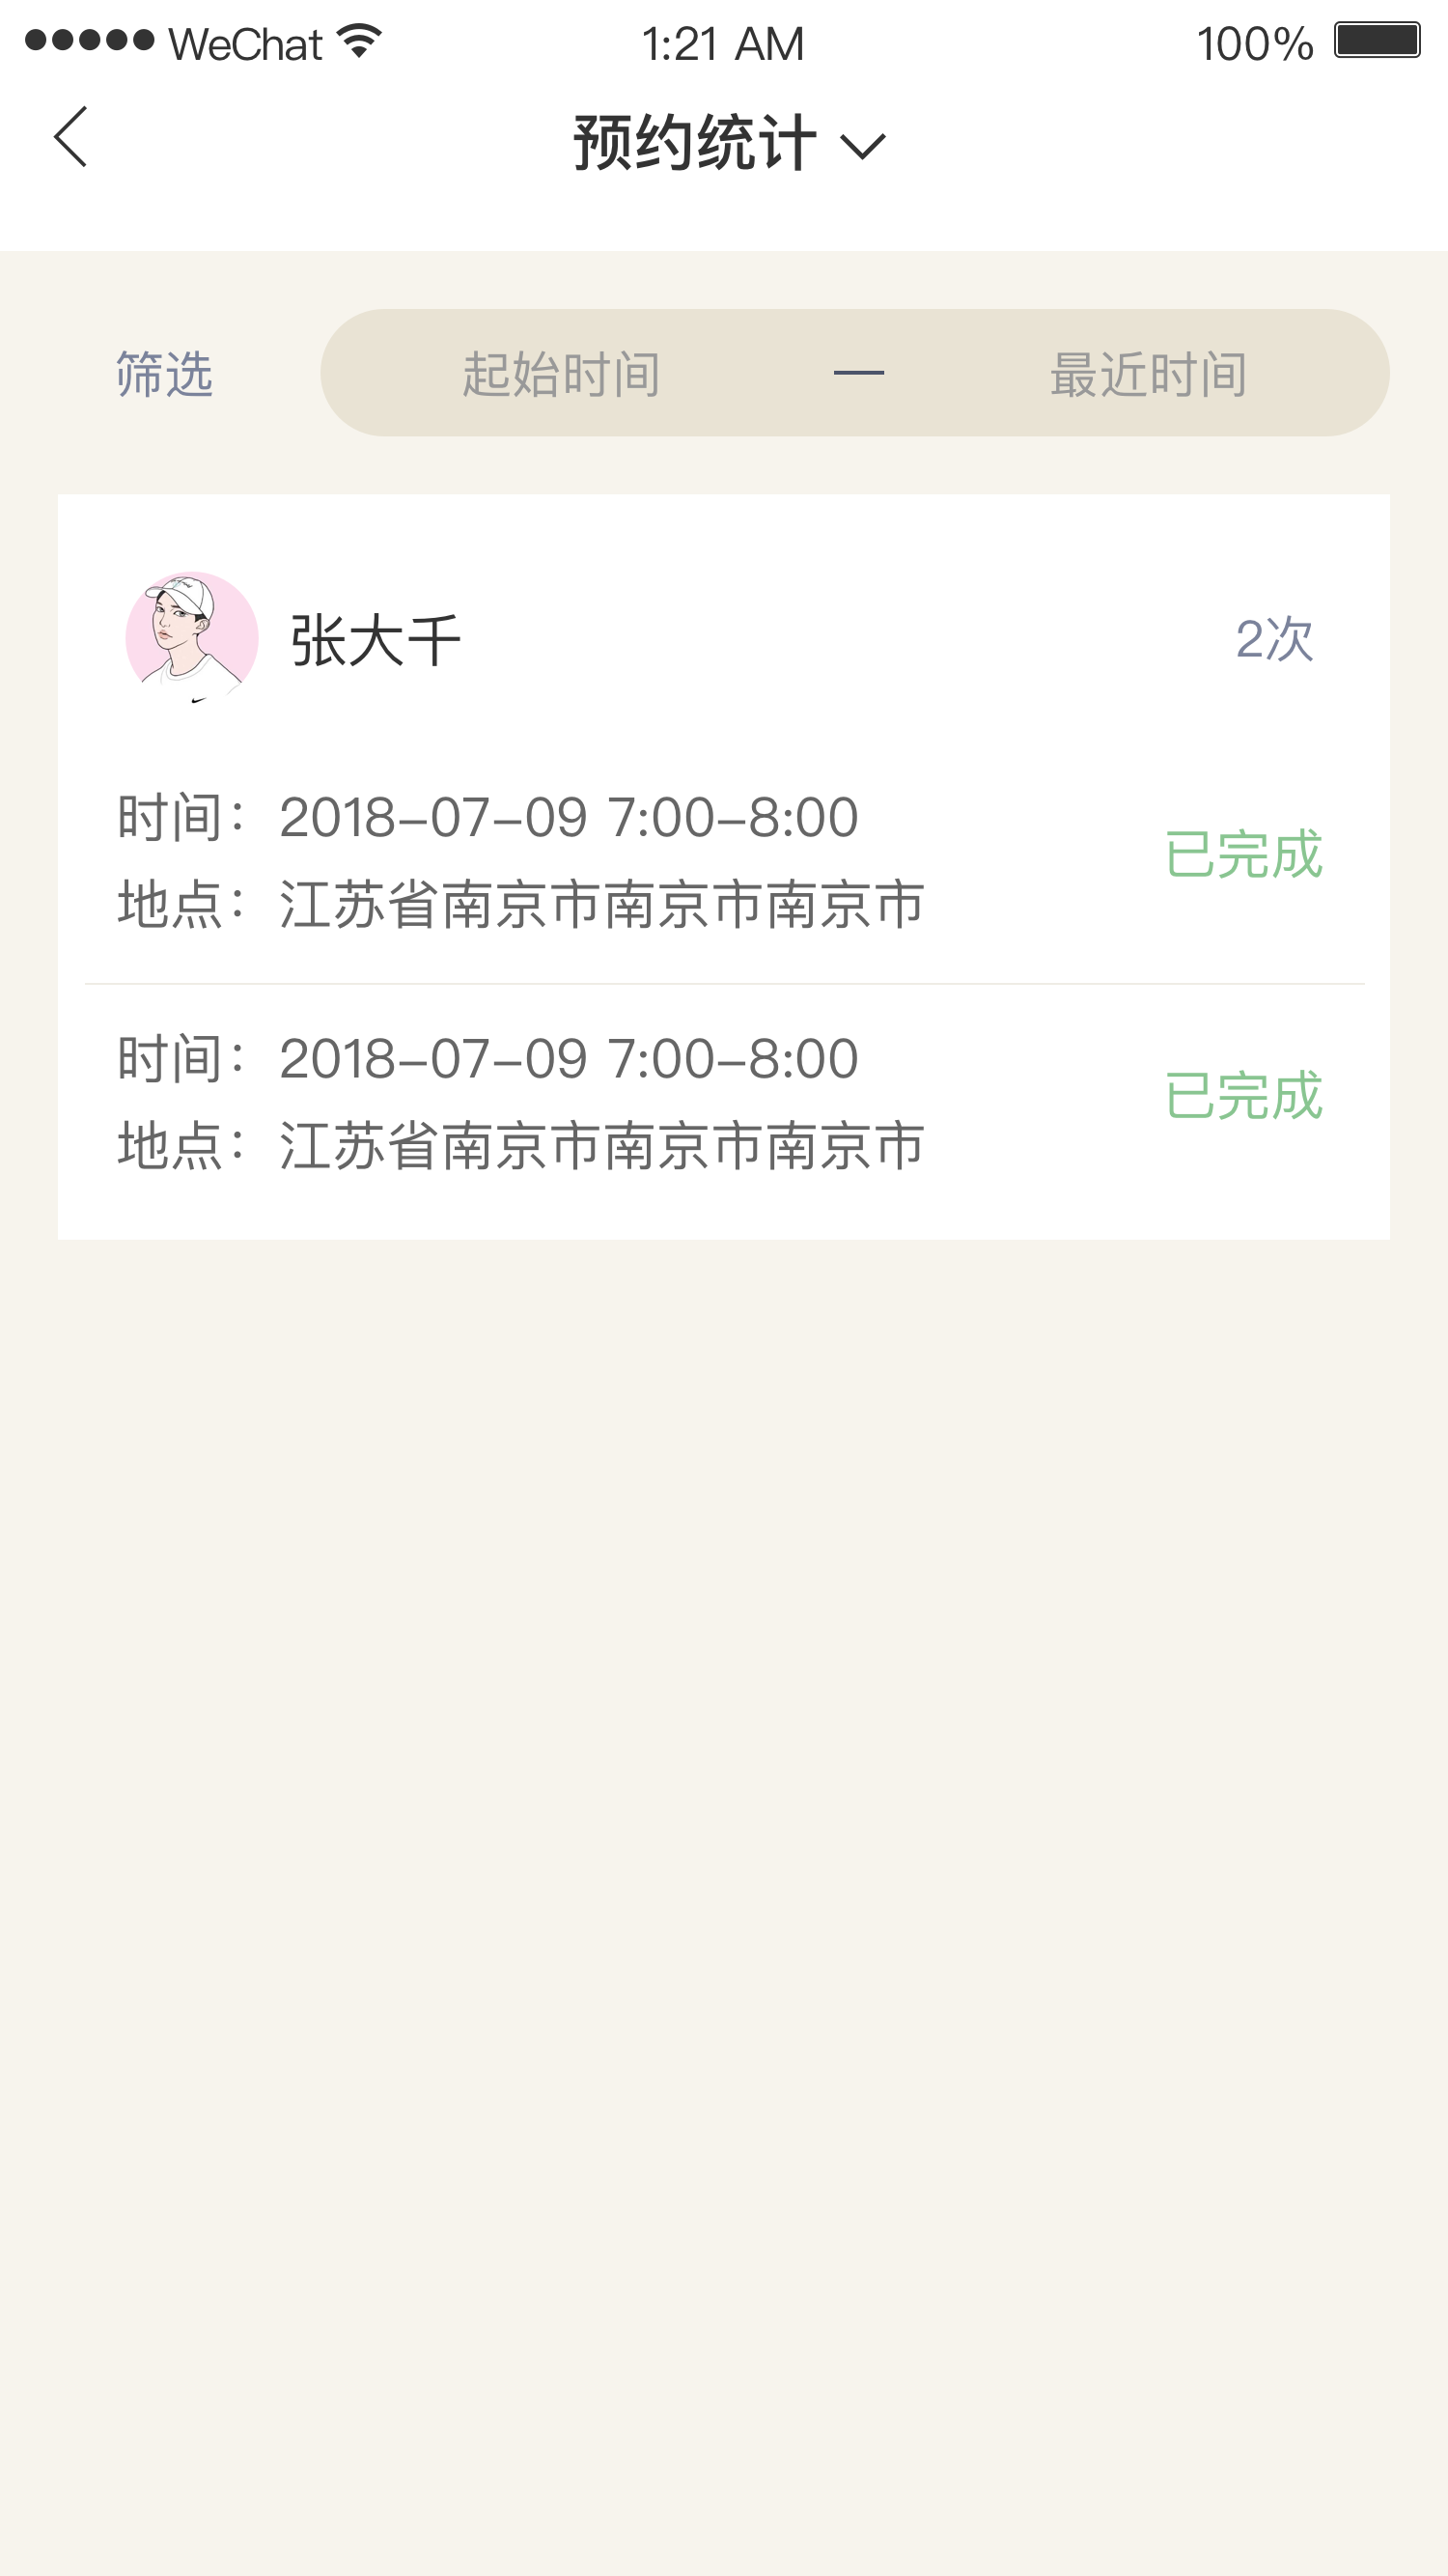 WeChat 1:21 AM 100%
预约统计
筛选 起始时间 — 最近时间
张大千 2次
时间：2018-07-09 7:00-8:00
已完成
地点：江苏省南京市南京市南京市
时间：2018-07-09 7:00-8:00
已完成
地点：江苏省南京市南京市南京市